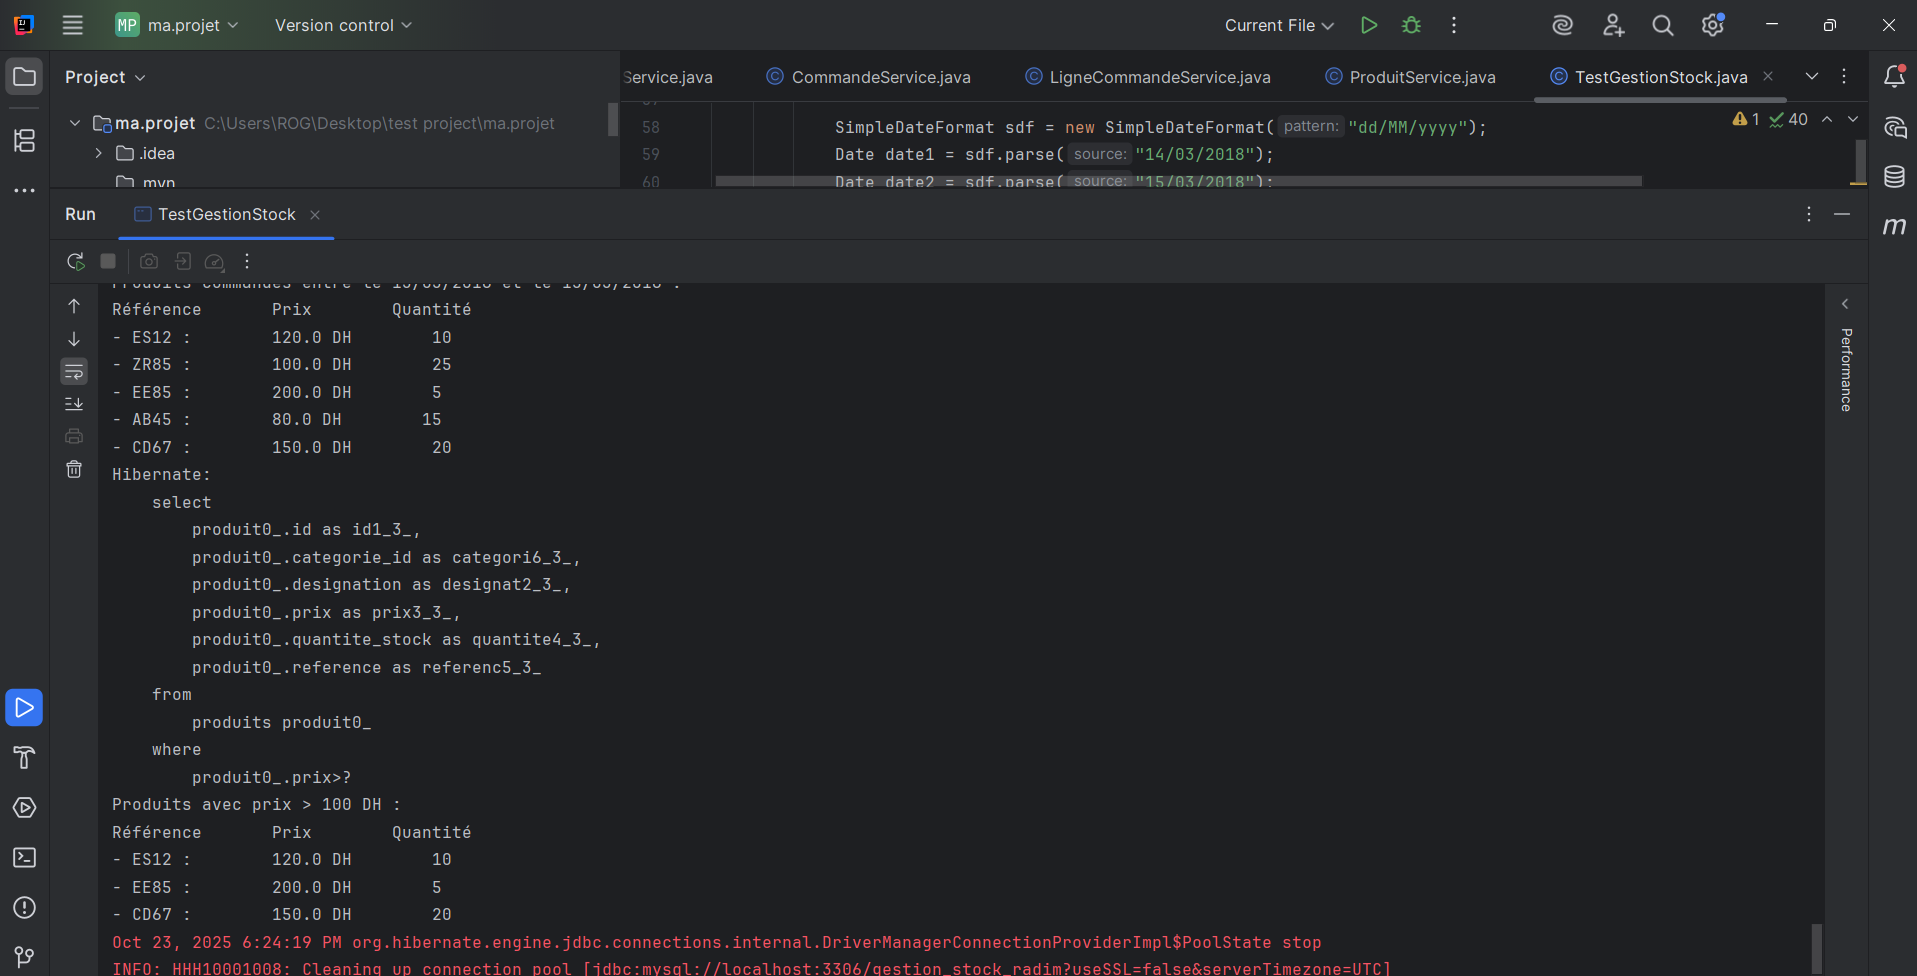 MP ma.projet Version control Current File
Project
Service.java CommandeService.java LigneCommandeService.java ProduitService.java TestGestionStock.java
ma.projet C:\Users\ROG\Desktop\test project\ma.projet
.idea
.mvn
58 SimpleDateFormat sdf = new SimpleDateFormat( pattern: "dd/MM/yyyy");
59 Date date1 = sdf.parse( source: "14/03/2018");
60 Date date2 = sdf.parse( source: "15/03/2018");
1 40
Run TestGestionStock
Référence Prix Quantité
- ES12 : 120.0 DH 10
- ZR85 : 100.0 DH 25
- EE85 : 200.0 DH 5
- AB45 : 80.0 DH 15
- CD67 : 150.0 DH 20
Hibernate:
select
produit0_.id as id1_3_,
produit0_.categorie_id as categori6_3_,
produit0_.designation as designat2_3_,
produit0_.prix as prix3_3_,
produit0_.quantite_stock as quantite4_3_,
produit0_.reference as referenc5_3_
from
produits produit0_
where
produit0_.prix>?
Produits avec prix > 100 DH :
Référence Prix Quantité
- ES12 : 120.0 DH 10
- EE85 : 200.0 DH 5
- CD67 : 150.0 DH 20
Oct 23, 2025 6:24:19 PM org.hibernate.engine.jdbc.connections.internal.DriverManagerConnectionProviderImpl$PoolState stop
INFO: HHH10001008: Cleaning up connection pool [jdbc:mysql://localhost:3306/gestion_stock_radim?useSSL=false&serverTimezone=UTC]
Performance
m